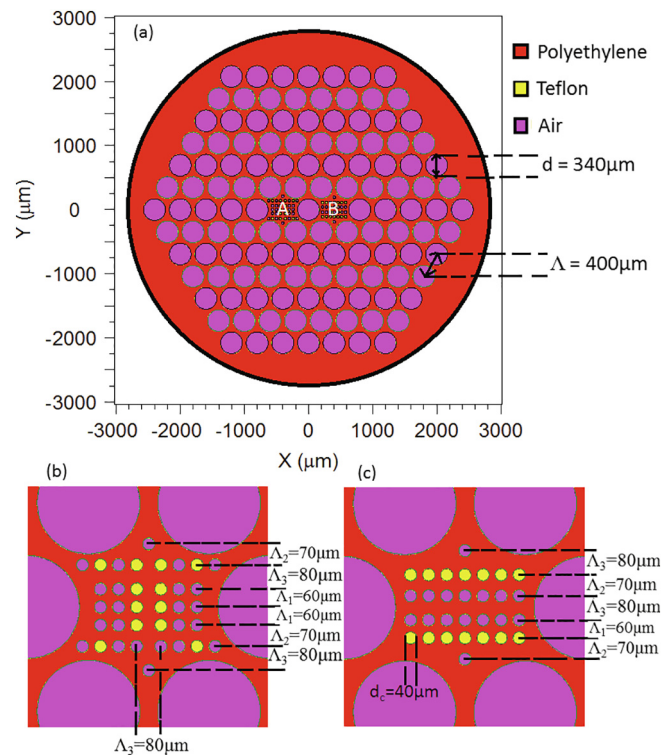 (a)
3000
2000
1000
0
-1000
-2000
-3000
Y (μm)
A
B
-3000 -2000 -1000 0 1000 2000 3000
X (μm)
Polyethylene
Teflon
Air
d = 340μm
Λ = 400μm
(b)
Λ2=70μm
Λ3=80μm
Λ1=60μm
Λ1=60μm
Λ2=70μm
Λ3=80μm
Λ3=80μm
(c)
Λ3=80μm
Λ2=70μm
Λ3=80μm
Λ1=60μm
Λ2=70μm
dc=40μm